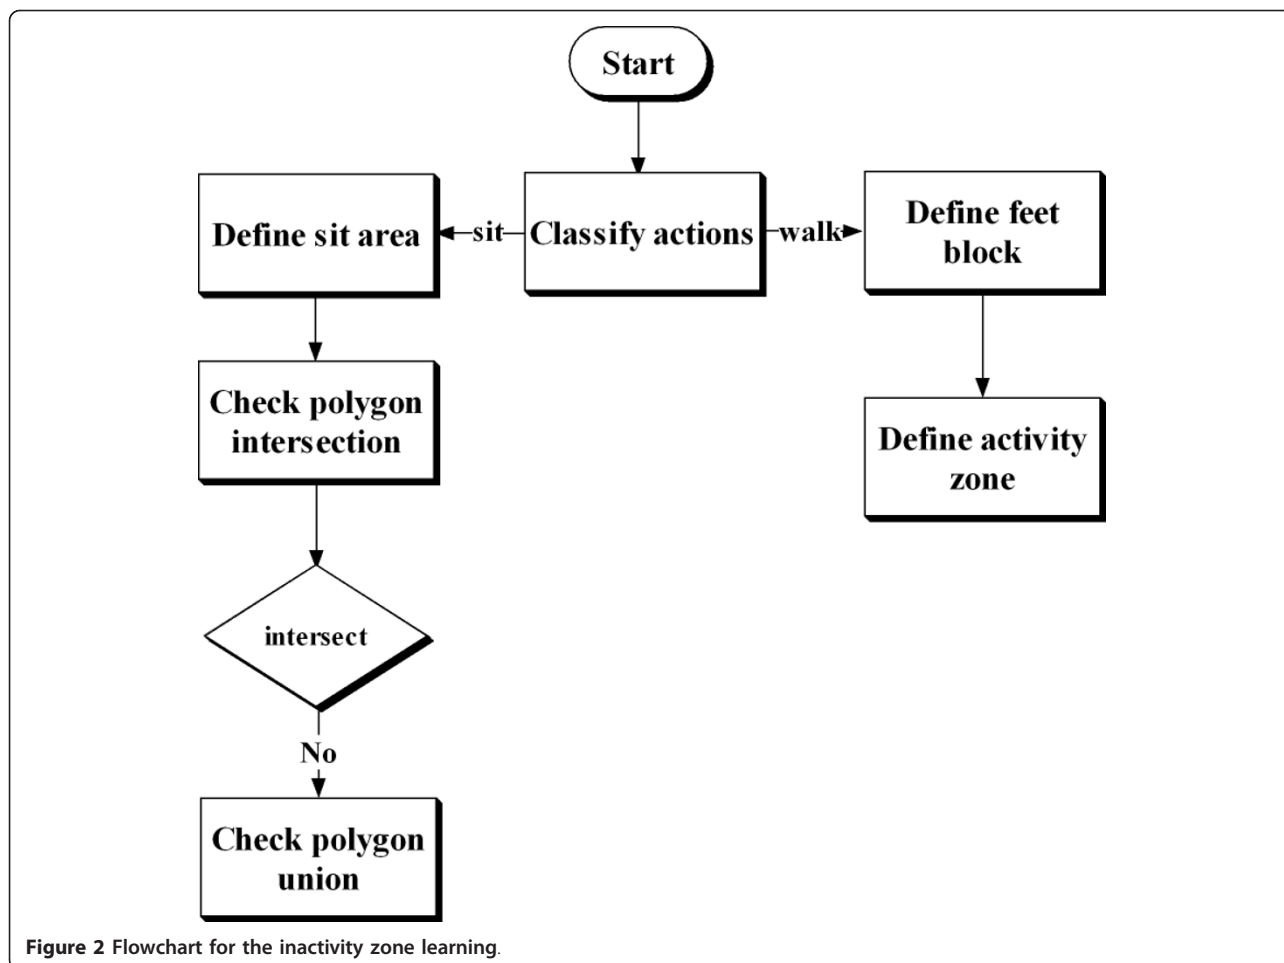 Start
Define sit area
sit
Classify actions
walk
Define feet
block
Check polygon
intersection
Define activity
zone
intersect
No
Check polygon
union
Figure 2 Flowchart for the inactivity zone learning.